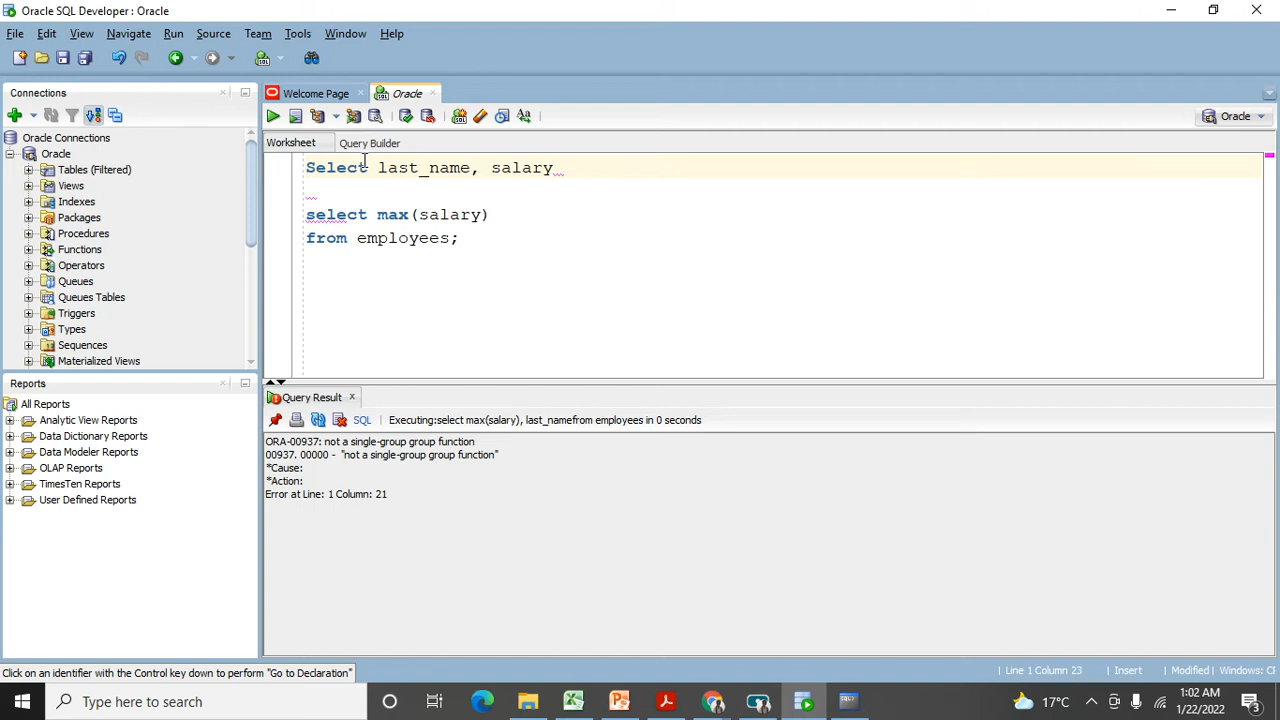 Oracle SQL Developer : Oracle
File Edit View Navigate Run Source Team Tools Window Help
Connections
Oracle Connections
Oracle
Tables (Filtered)
Views
Indexes
Packages
Procedures
Functions
Operators
Queues
Queues Tables
Triggers
Types
Sequences
Materialized Views
Reports
All Reports
Analytic View Reports
Data Dictionary Reports
Data Modeler Reports
OLAP Reports
TimesTen Reports
User Defined Reports
Welcome Page Oracle
Oracle
Worksheet Query Builder
Select last_name, salary
select max(salary)
from employees;
Query Result
SQL Executing:select max(salary), last_namefrom employees in 0 seconds
ORA-00937: not a single-group group function
00937. 00000 - "not a single-group group function"
*Cause:
*Action:
Error at Line: 1 Column: 21
Click on an identifier with the Control key down to perform "Go to Declaration"
Line 1 Column 23 Insert Modified Windows: CF
Type here to search
17°C
1:02 AM
1/22/2022
3